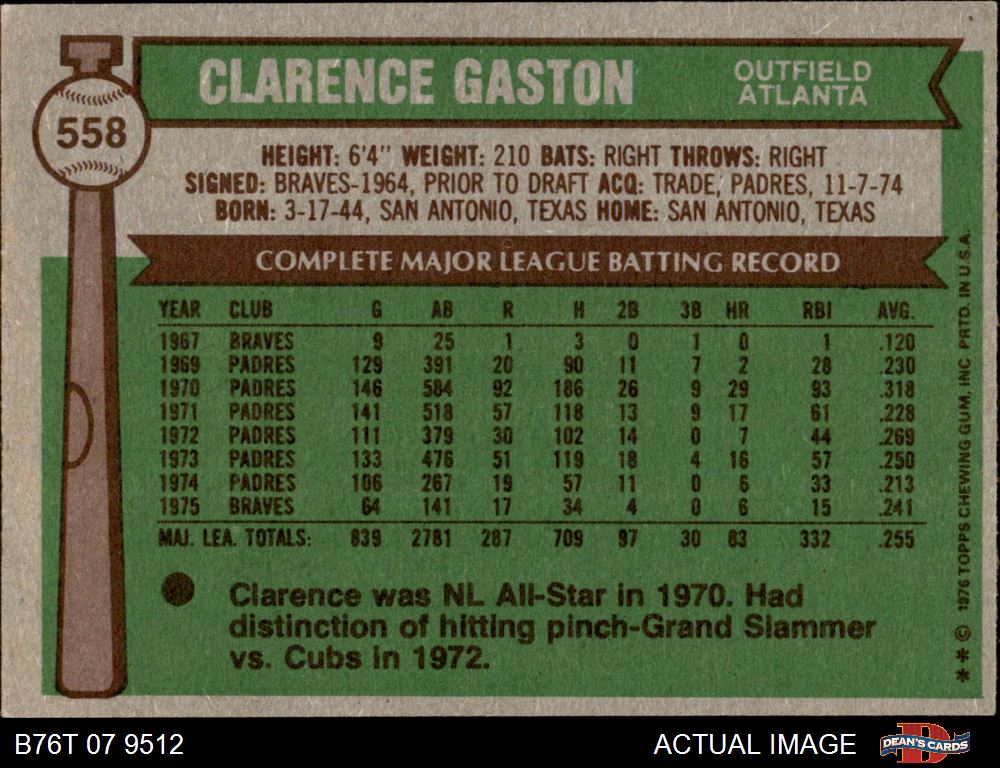 558
CLARENCE GASTON
OUTFIELD
ATLANTA
HEIGHT: 6'4" WEIGHT: 210 BATS: RIGHT THROWS: RIGHT
SIGNED: BRAVES-1964, PRIOR TO DRAFT ACQ: TRADE, PADRES, 11-7-74
BORN: 3-17-44, SAN ANTONIO, TEXAS HOME: SAN ANTONIO, TEXAS
COMPLETE MAJOR LEAGUE BATTING RECORD
YEAR CLUB G AB R H 2B 3B HR RBI AVG.
1967 BRAVES 9 25 1 3 0 1 0 1 .120
1969 PADRES 129 391 20 90 11 7 2 28 .230
1970 PADRES 146 584 92 186 26 9 29 93 .318
1971 PADRES 141 518 57 118 13 9 17 61 .228
1972 PADRES 111 379 30 102 14 0 7 44 .269
1973 PADRES 133 476 51 119 18 4 16 57 .250
1974 PADRES 106 267 19 57 11 0 6 33 .213
1975 BRAVES 64 141 17 34 4 0 6 15 .241
MAJ. LEA. TOTALS: 839 2781 287 709 97 30 83 332 .255
Clarence was NL All-Star in 1970. Had
distinction of hitting pinch-Grand Slammer
vs. Cubs in 1972.
** © 1976 TOPPS CHEWING GUM, INC PRTD. IN U.S.A.
B76T 07 9512
ACTUAL IMAGE
DEAN'S CARDS